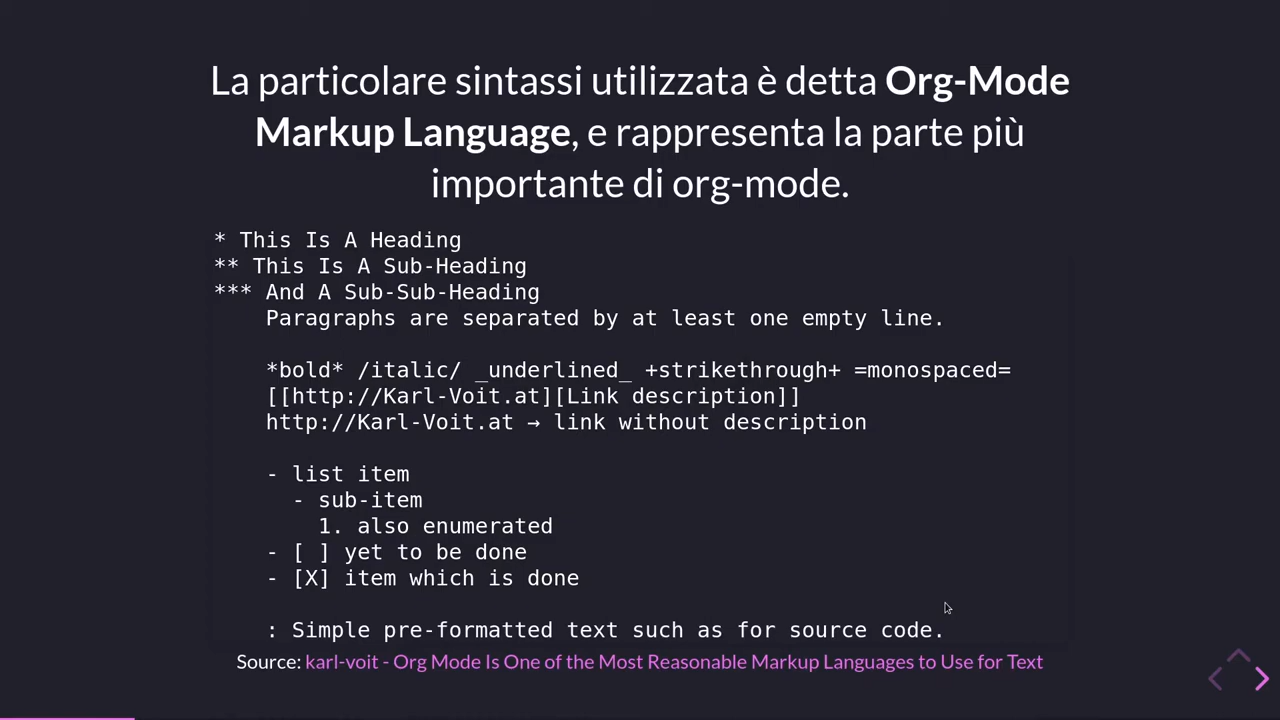 La particolare sintassi utilizzata è detta Org-Mode
Markup Language, e rappresenta la parte più
importante di org-mode.
* This Is A Heading
** This Is A Sub-Heading
*** And A Sub-Sub-Heading
Paragraphs are separated by at least one empty line.
*bold* /italic/ _underlined_ +strikethrough+ =monospaced=
[[http://Karl-Voit.at][Link description]]
http://Karl-Voit.at → link without description
- list item
- sub-item
1. also enumerated
- [ ] yet to be done
- [X] item which is done
: Simple pre-formatted text such as for source code.
Source: karl-voit - Org Mode Is One of the Most Reasonable Markup Languages to Use for Text